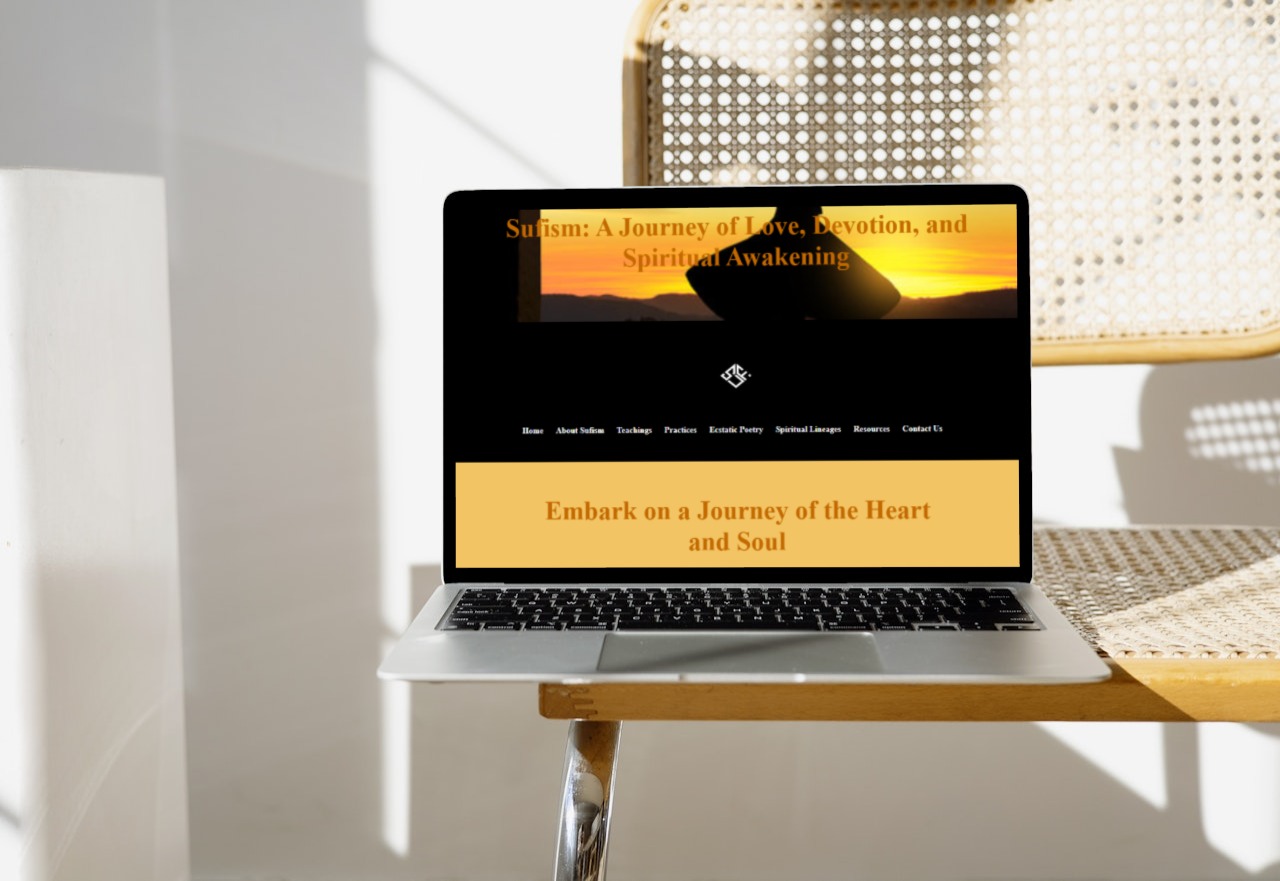 Sufism: A Journey of Love, Devotion, and
Spiritual Awakening
Home About Sufism Teachings Practices Ecstatic Poetry Spiritual Lineages Resources Contact Us
Embark on a Journey of the Heart
and Soul